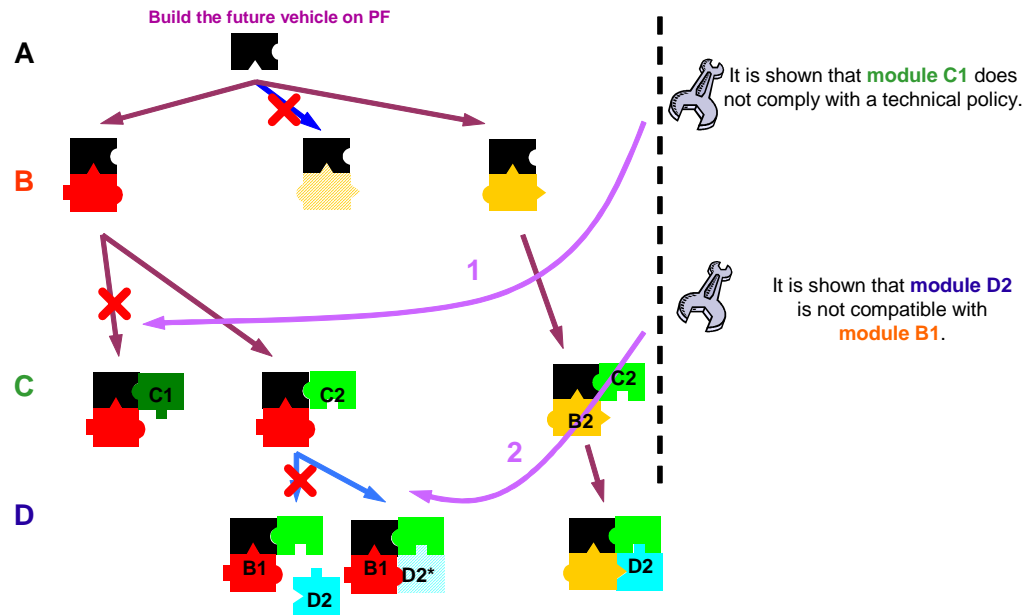 Build the future vehicle on PF
A
It is shown that module C1 does
not comply with a technical policy.
B
1
It is shown that module D2
is not compatible with
module B1.
C
C1
C2
C2
B2
2
D
B1
D2
B1
D2*
D2